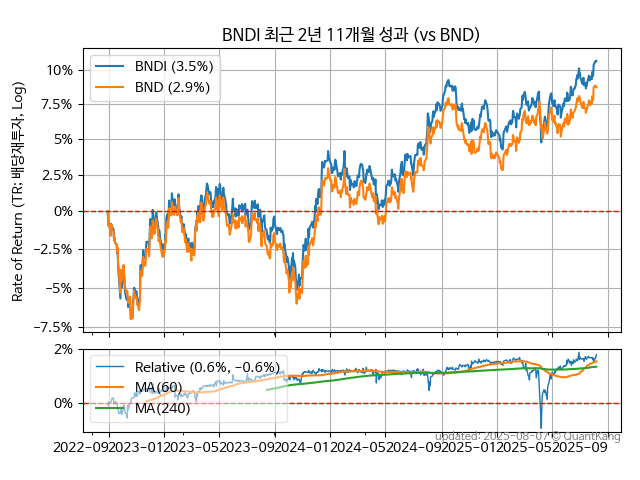 BNDI 최근 2년 11개월 성과 (vs BND)
Rate of Return (TR: 배당재투자, Log)
BNDI (3.5%)
BND (2.9%)
10%
7.5%
5%
2.5%
0%
−2.5%
−5%
−7.5%
Relative (0.6%, −0.6%)
MA(60)
MA(240)
2%
0%
updated: 2025-08-07 © QuantKang
2022-09 2023-01 2023-05 2023-09 2024-01 2024-05 2024-09 2025-01 2025-05 2025-09